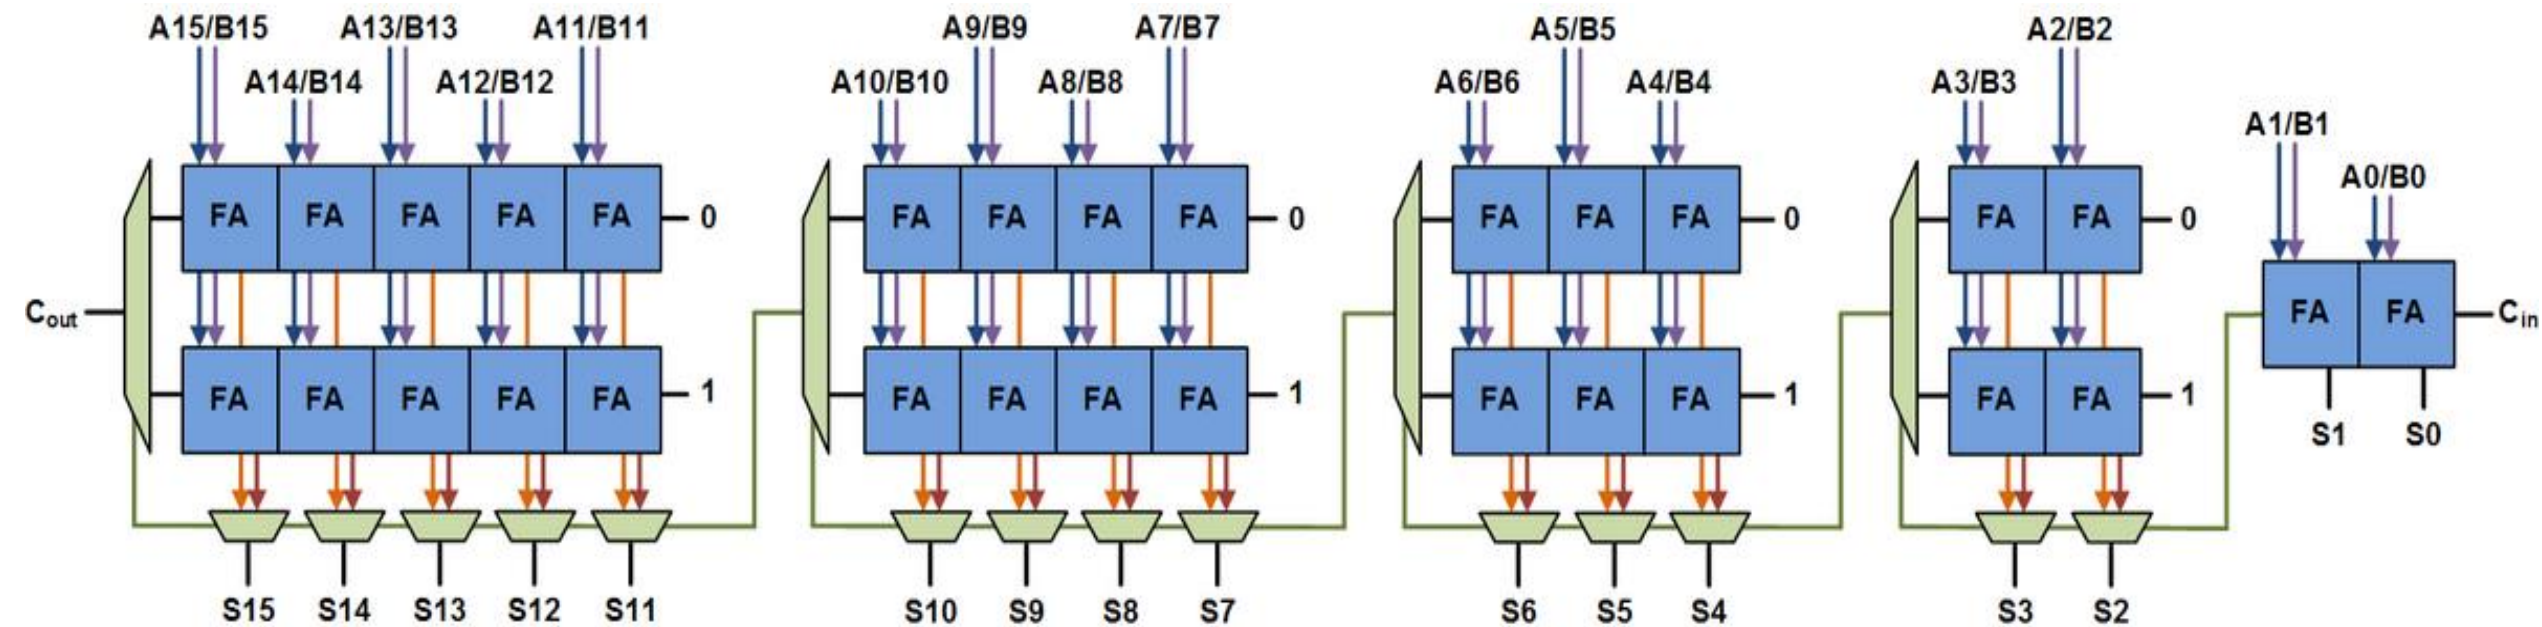 A15/B15 A13/B13 A11/B11 A9/B9 A7/B7 A5/B5 A2/B2
A14/B14 A12/B12 A10/B10 A8/B8 A6/B6 A4/B4 A3/B3
A1/B1
A0/B0
FA FA FA FA FA 0 FA FA FA FA 0 FA FA FA 0 FA FA 0
Cout FA FA Cin
FA FA FA FA FA 1 FA FA FA FA 1 FA FA FA 1 FA FA 1
S1 S0
S15 S14 S13 S12 S11 S10 S9 S8 S7 S6 S5 S4 S3 S2